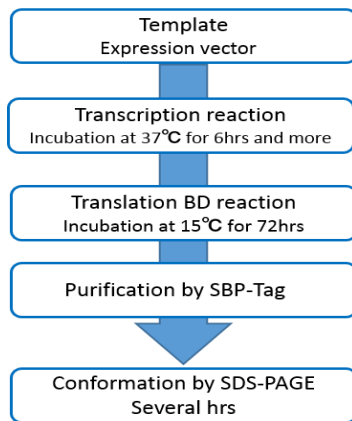 Template
Expression vector
Transcription reaction
Incubation at 37℃ for 6hrs and more
Translation BD reaction
Incubation at 15℃ for 72hrs
Purification by SBP-Tag
Conformation by SDS-PAGE
Several hrs